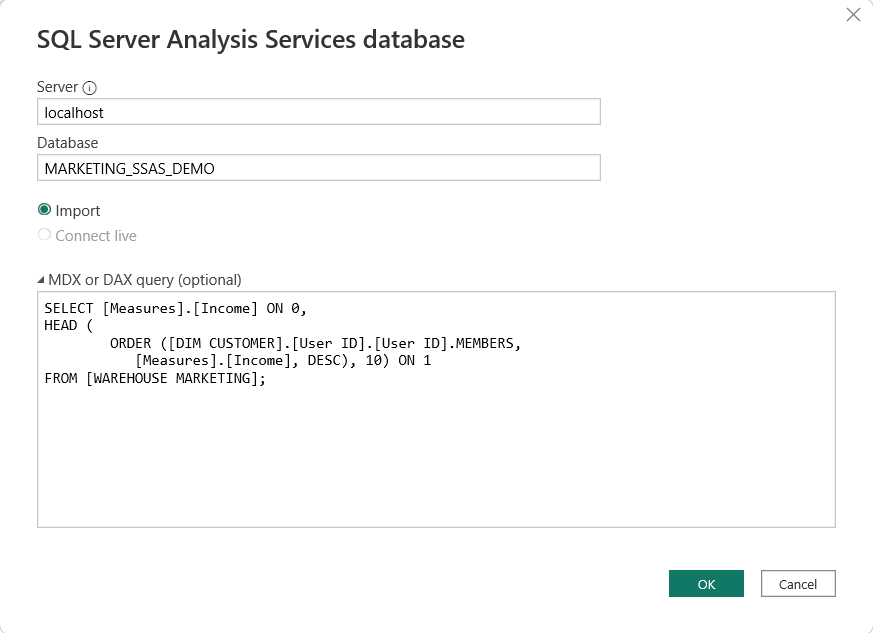 SQL Server Analysis Services database
Server
localhost
Database
MARKETING_SSAS_DEMO
Import
Connect live
MDX or DAX query (optional)
SELECT [Measures].[Income] ON 0,
HEAD (
        ORDER ([DIM CUSTOMER].[User ID].[User ID].MEMBERS,
           [Measures].[Income], DESC), 10) ON 1
FROM [WAREHOUSE MARKETING];
OK Cancel